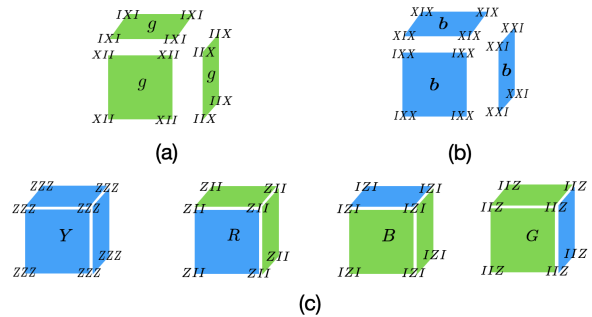 IXI IXI
g
IXI IXI IIX
XII XII IIX
g g
XII XII IIX
(a)
XIX XIX
b
XIX XIX XXI
IXX IXX XXI
b b
IXX IXX XXI XXI
(b)
ZZZ ZZZ
ZZZ ZZZ
Y
ZZZ
ZZZ ZZZ
ZII ZII
ZII ZII
R
ZII
ZII ZII
IZI IZI
IZI IZI
B
IZI
IZI IZI
IIZ IIZ
IIZ IIZ
G
IIZ
IIZ IIZ
(c)